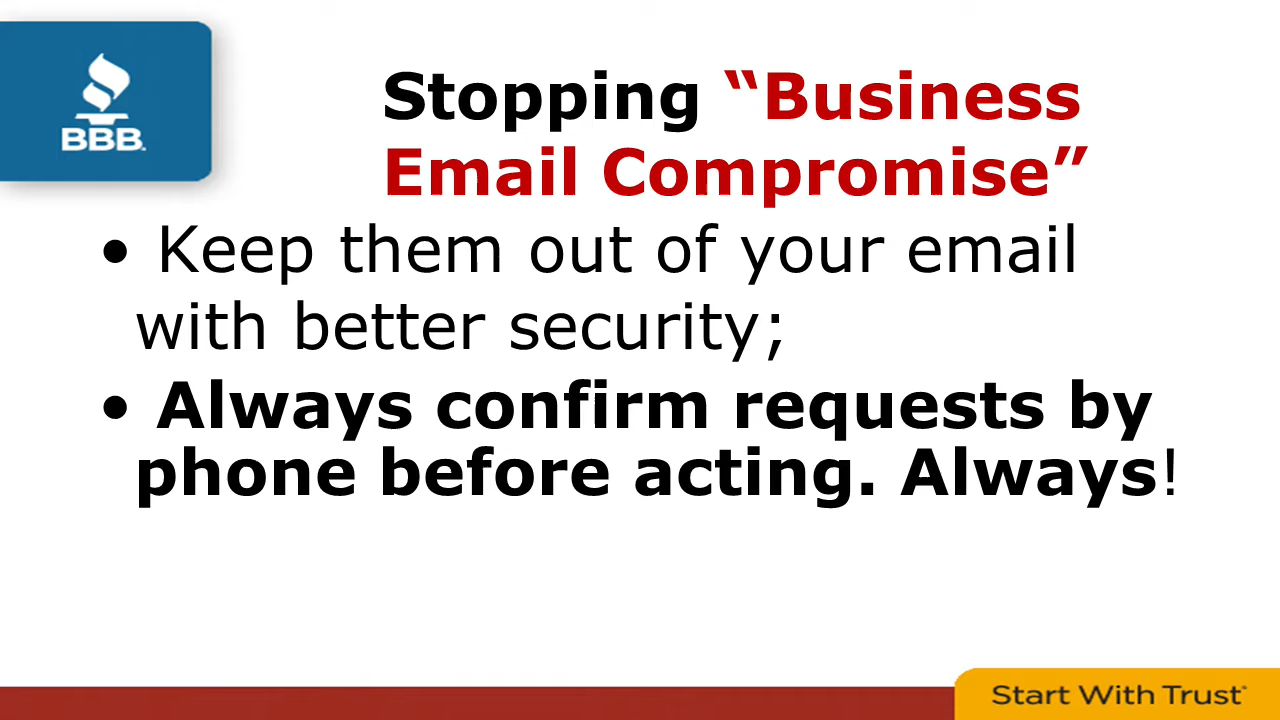 BBB.
Stopping “Business
Email Compromise”
• Keep them out of your email
with better security;
• Always confirm requests by
phone before acting. Always!
Start With Trust®